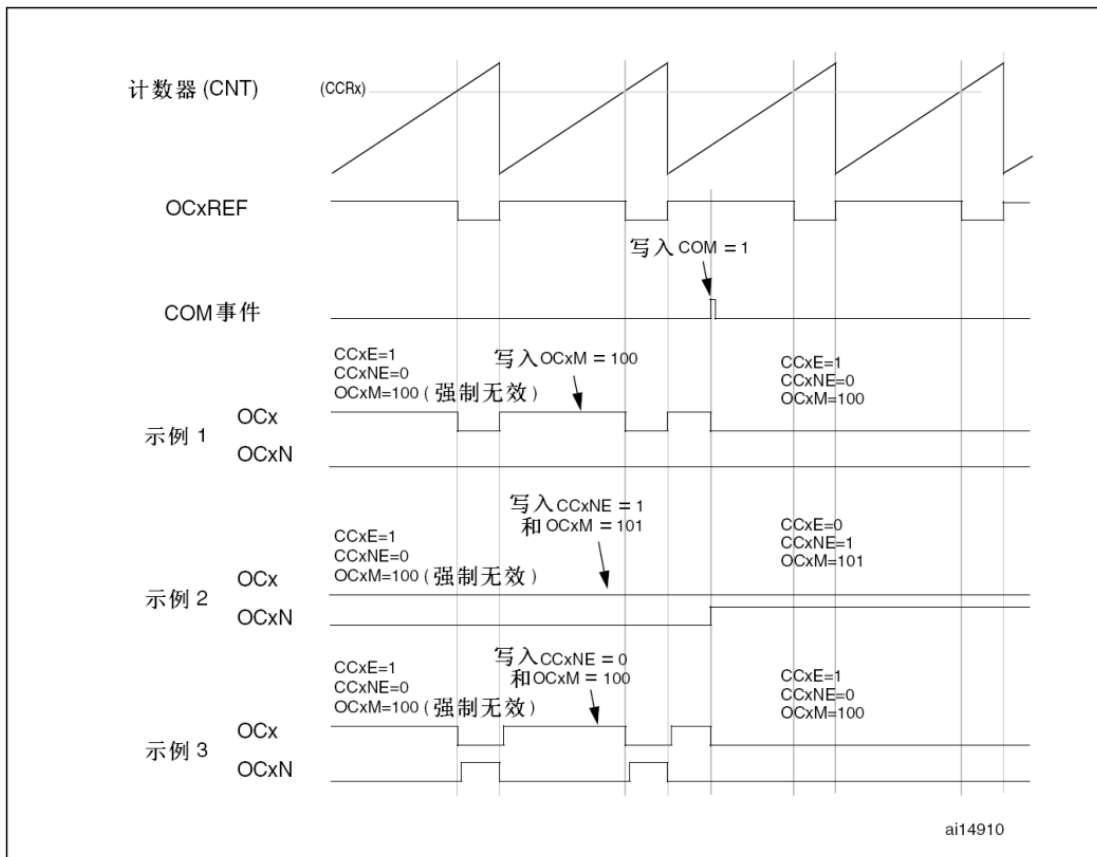 计数器 (CNT)
(CCRx)
OCxREF
写入 COM = 1
COM 事件
CCxE=1
CCxNE=0
OCxM=100 ( 强制无效 )
写入 OCxM = 100
CCxE=1
CCxNE=0
OCxM=100
OCx
示例 1
OCxN
写入 CCxNE = 1
和 OCxM = 101
CCxE=1
CCxNE=0
OCxM=100 ( 强制无效 )
CCxE=0
CCxNE=1
OCxM=101
OCx
示例 2
OCxN
写入 CCxNE = 0
和 OCxM = 100
CCxE=1
CCxNE=0
OCxM=100 ( 强制无效 )
CCxE=1
CCxNE=0
OCxM=100
OCx
示例 3
OCxN
ai14910